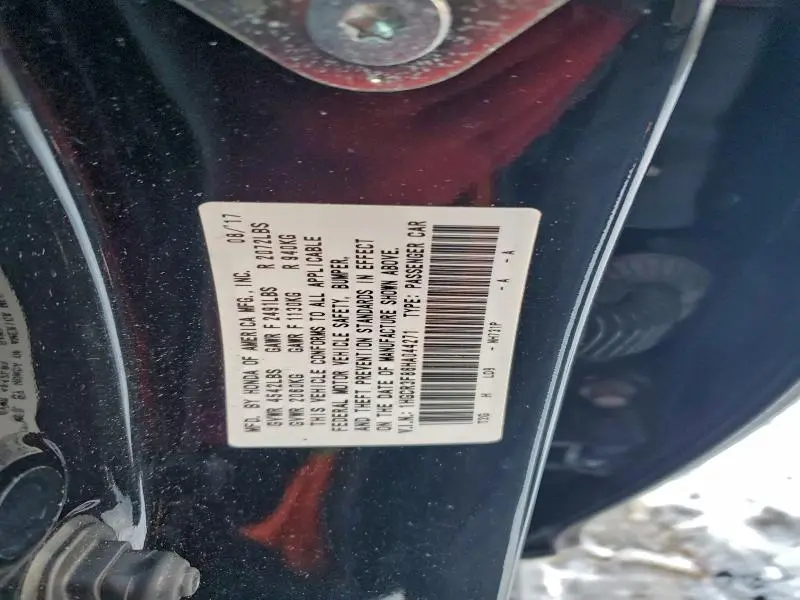 MFD. BY HONDA OF AMERICA MFG. INC. 08/17
GVWR 4542LBS GAWR F 2491LBS R 2072LBS
GVWR 2060KG GAWR F 1130KG R 940KG
THIS VEHICLE CONFORMS TO ALL APPLICABLE
FEDERAL MOTOR VEHICLE SAFETY, BUMPER,
AND THEFT PREVENTION STANDARDS IN EFFECT
ON THE DATE OF MANUFACTURE SHOWN ABOVE.
V.I.N.: 1HGCR3F86HA044271 TYPE: PASSENGER CAR
T2G H L09 - NH731P - A - A